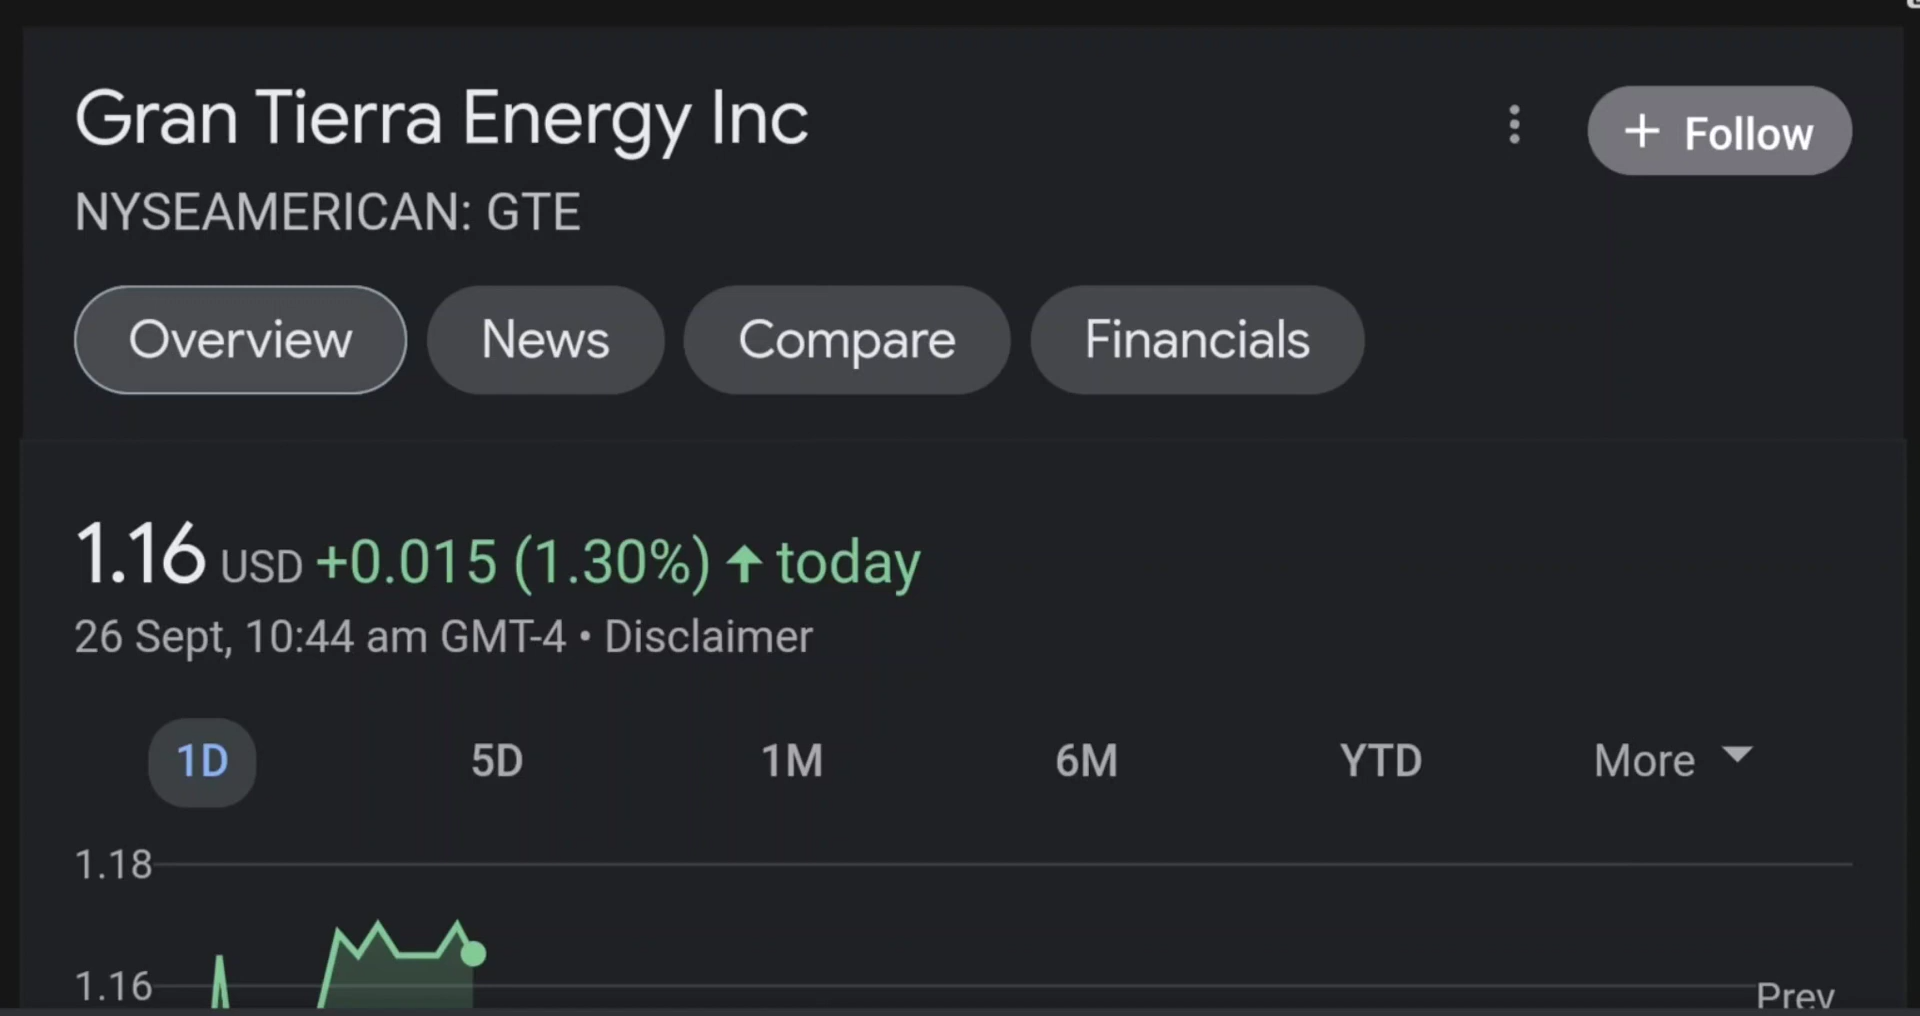 Gran Tierra Energy Inc
+ Follow
NYSEAMERICAN: GTE
Overview News Compare Financials
1.16 USD +0.015 (1.30%) ↑ today
26 Sept, 10:44 am GMT-4 • Disclaimer
1D 5D 1M 6M YTD More
1.18
1.16
Prev